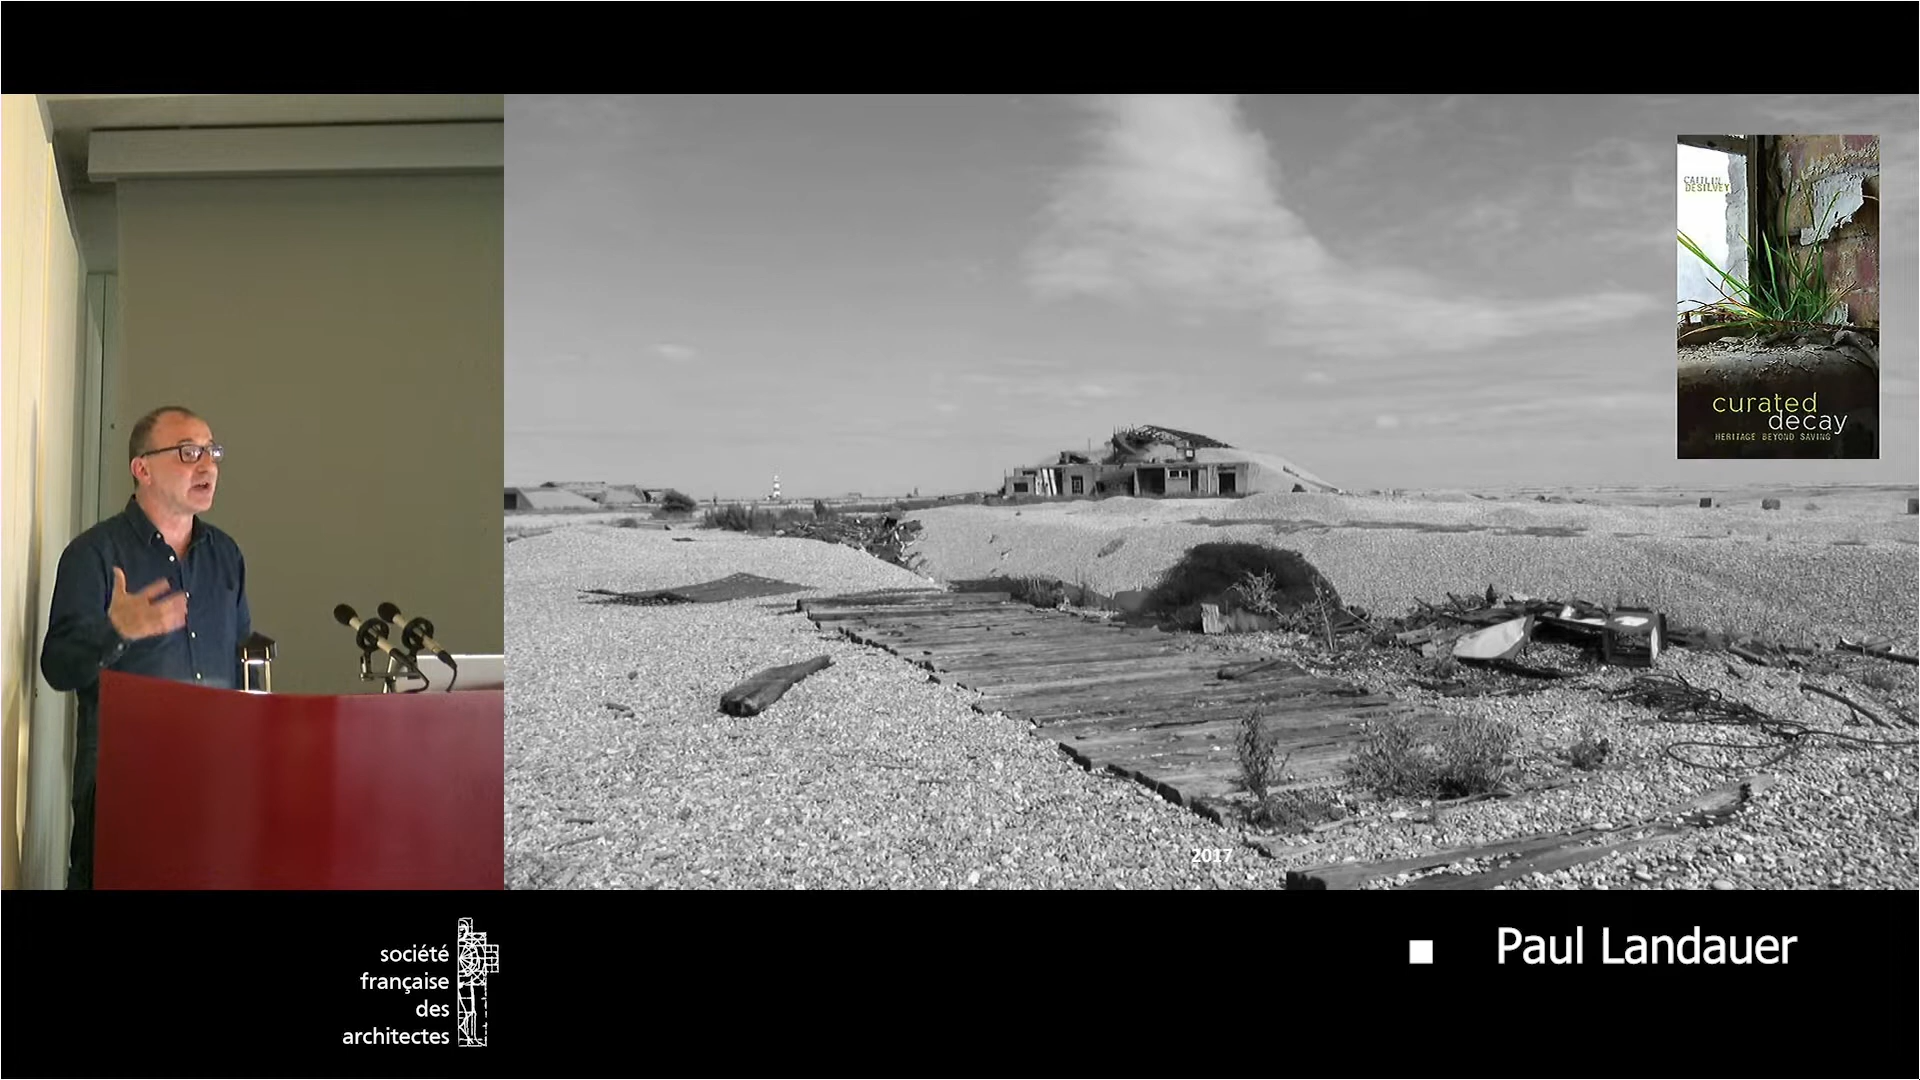 CAITLIN
DESILVEY
curated
decay
HERITAGE BEYOND SAVING
2017
société
française
des
architectes
Paul Landauer